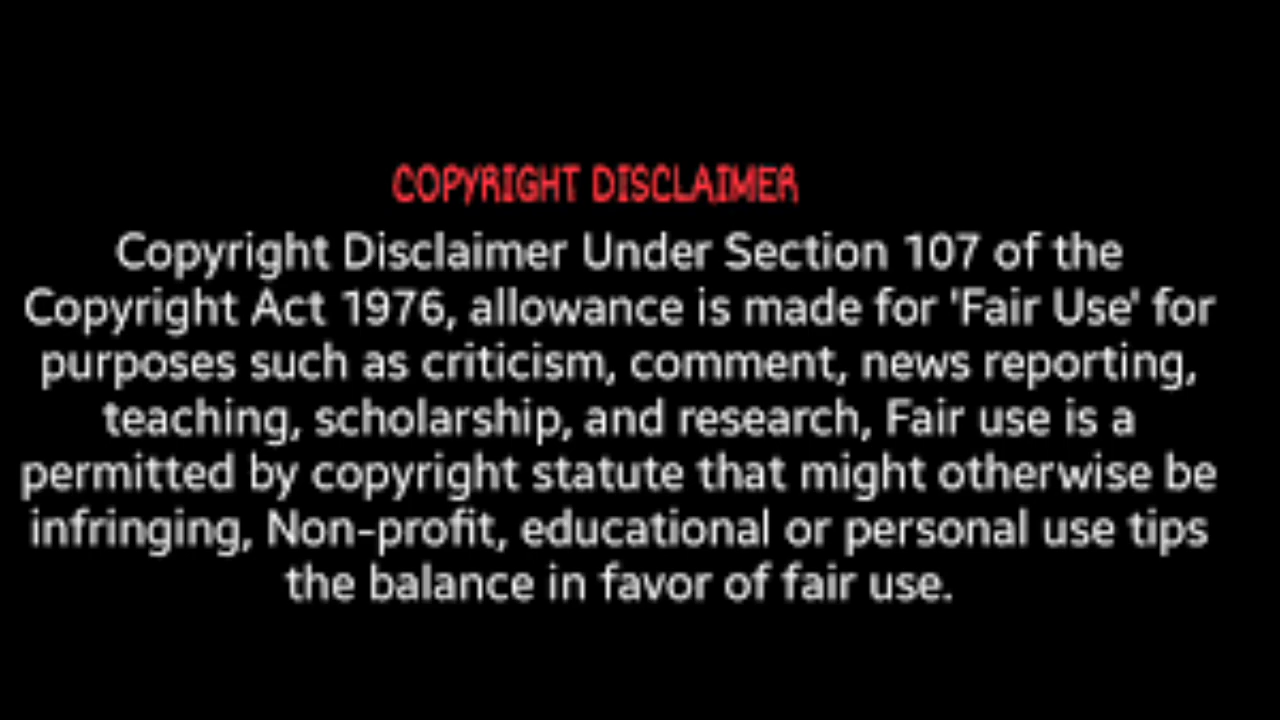 COPYRIGHT DISCLAIMER
Copyright Disclaimer Under Section 107 of the
Copyright Act 1976, allowance is made for 'Fair Use' for
purposes such as criticism, comment, news reporting,
teaching, scholarship, and research, Fair use is a
permitted by copyright statute that might otherwise be
infringing, Non-profit, educational or personal use tips
the balance in favor of fair use.